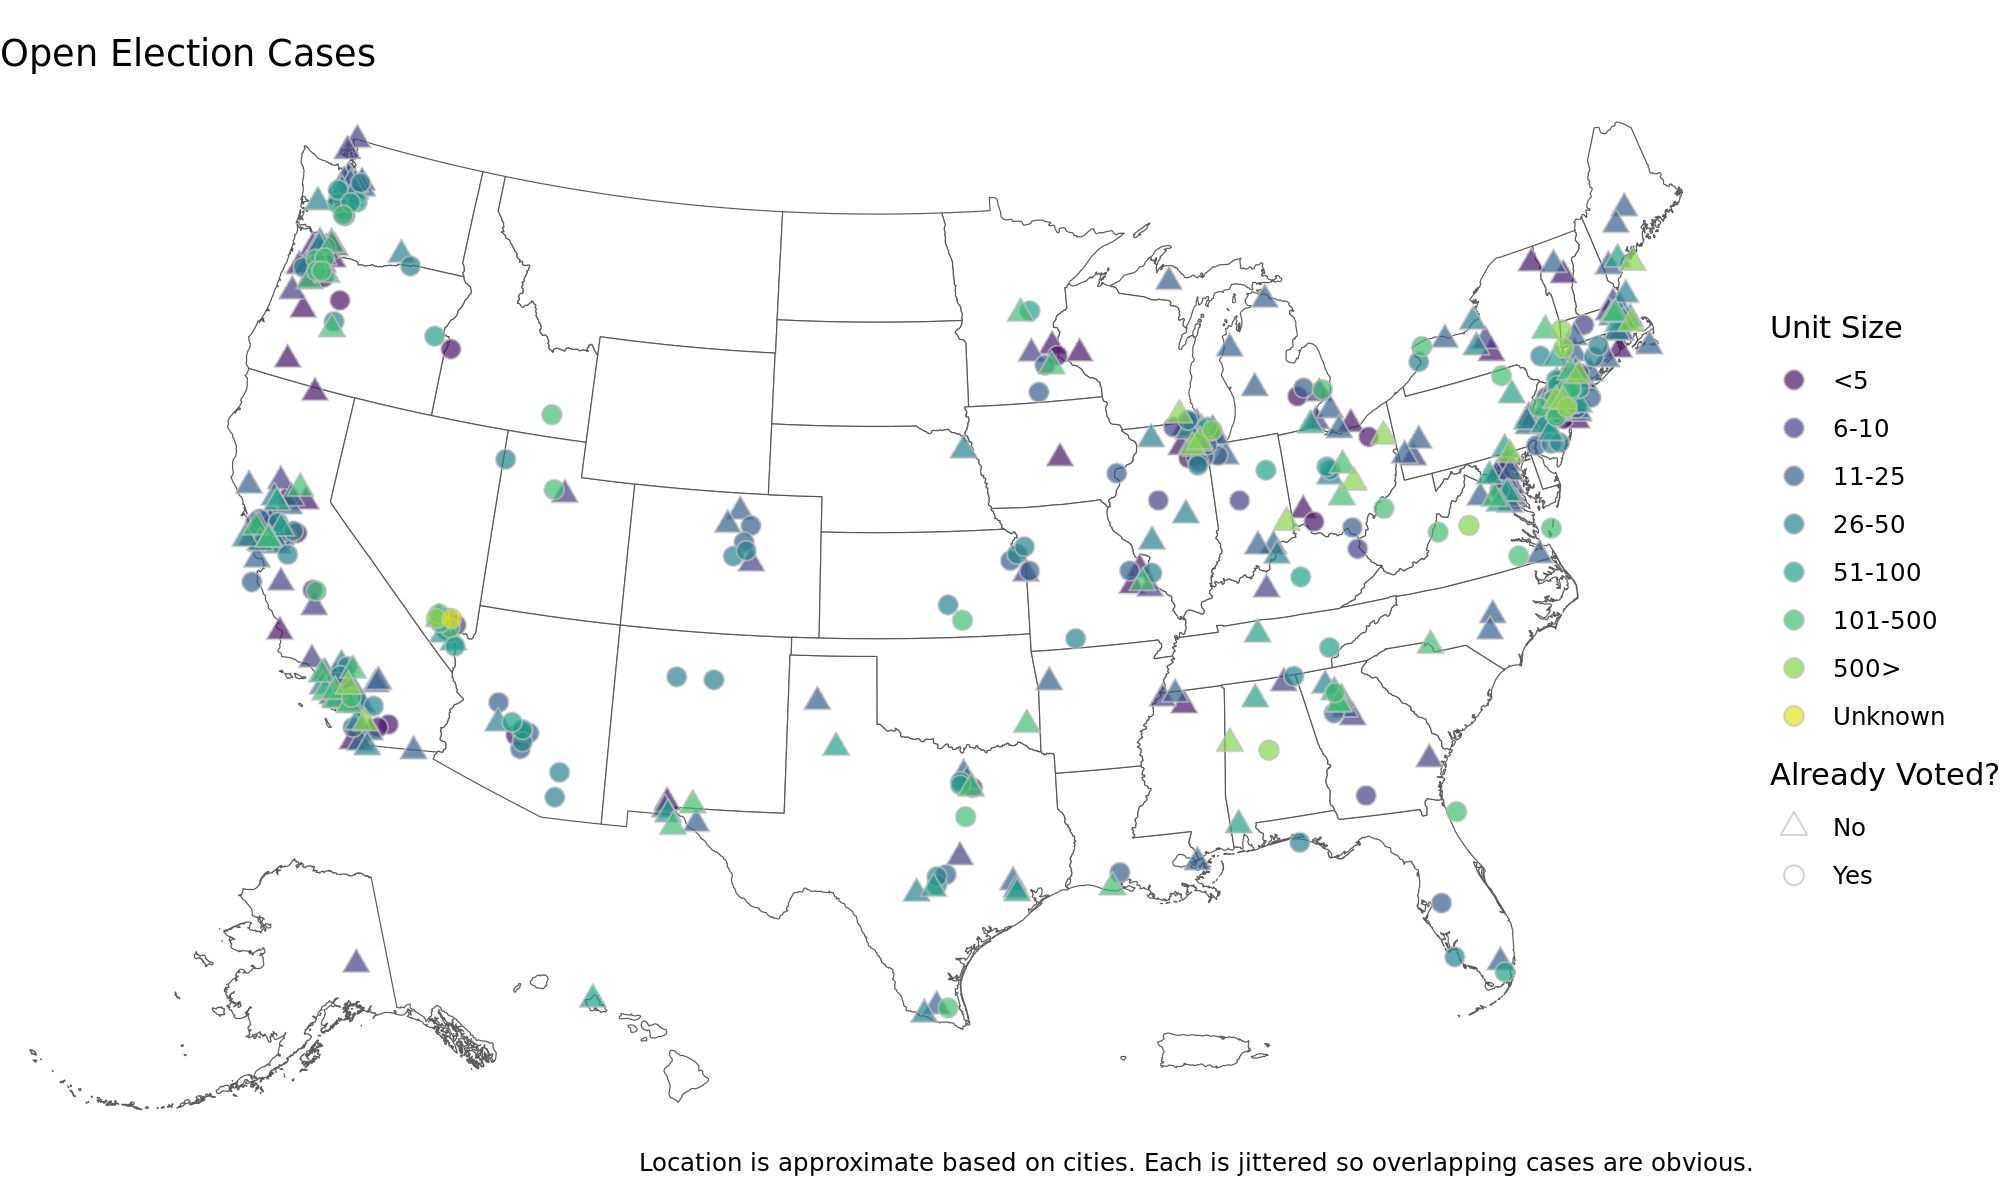 Open Election Cases
Unit Size
<5
6-10
11-25
26-50
51-100
101-500
500>
Unknown
Already Voted?
No
Yes
Location is approximate based on cities. Each is jittered so overlapping cases are obvious.